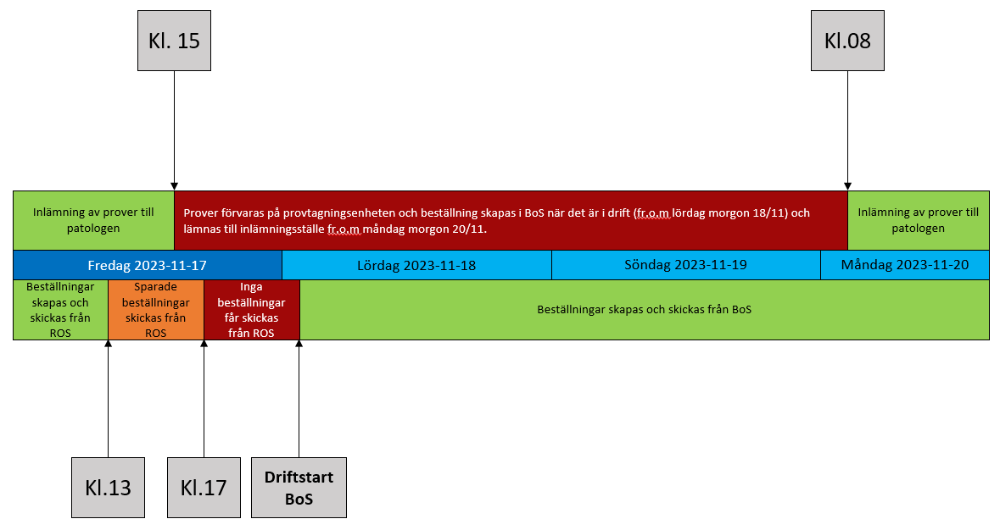 Kl. 15
Kl.08
Inlämning av prover till
patologen
Prover förvaras på provtagningsenheten och beställning skapas i BoS när det är i drift (fr.o.m lördag morgon 18/11) och
lämnas till inlämningsställe fr.o.m måndag morgon 20/11.
Inlämning av prover till
patologen
Fredag 2023-11-17
Lördag 2023-11-18
Söndag 2023-11-19
Måndag 2023-11-20
Beställningar
skapas och
skickas från
ROS
Sparade
beställningar
skickas från
ROS
Inga
beställningar
får skickas
från ROS
Beställningar skapas och skickas från BoS
Kl.13
Kl.17
Driftstart
BoS